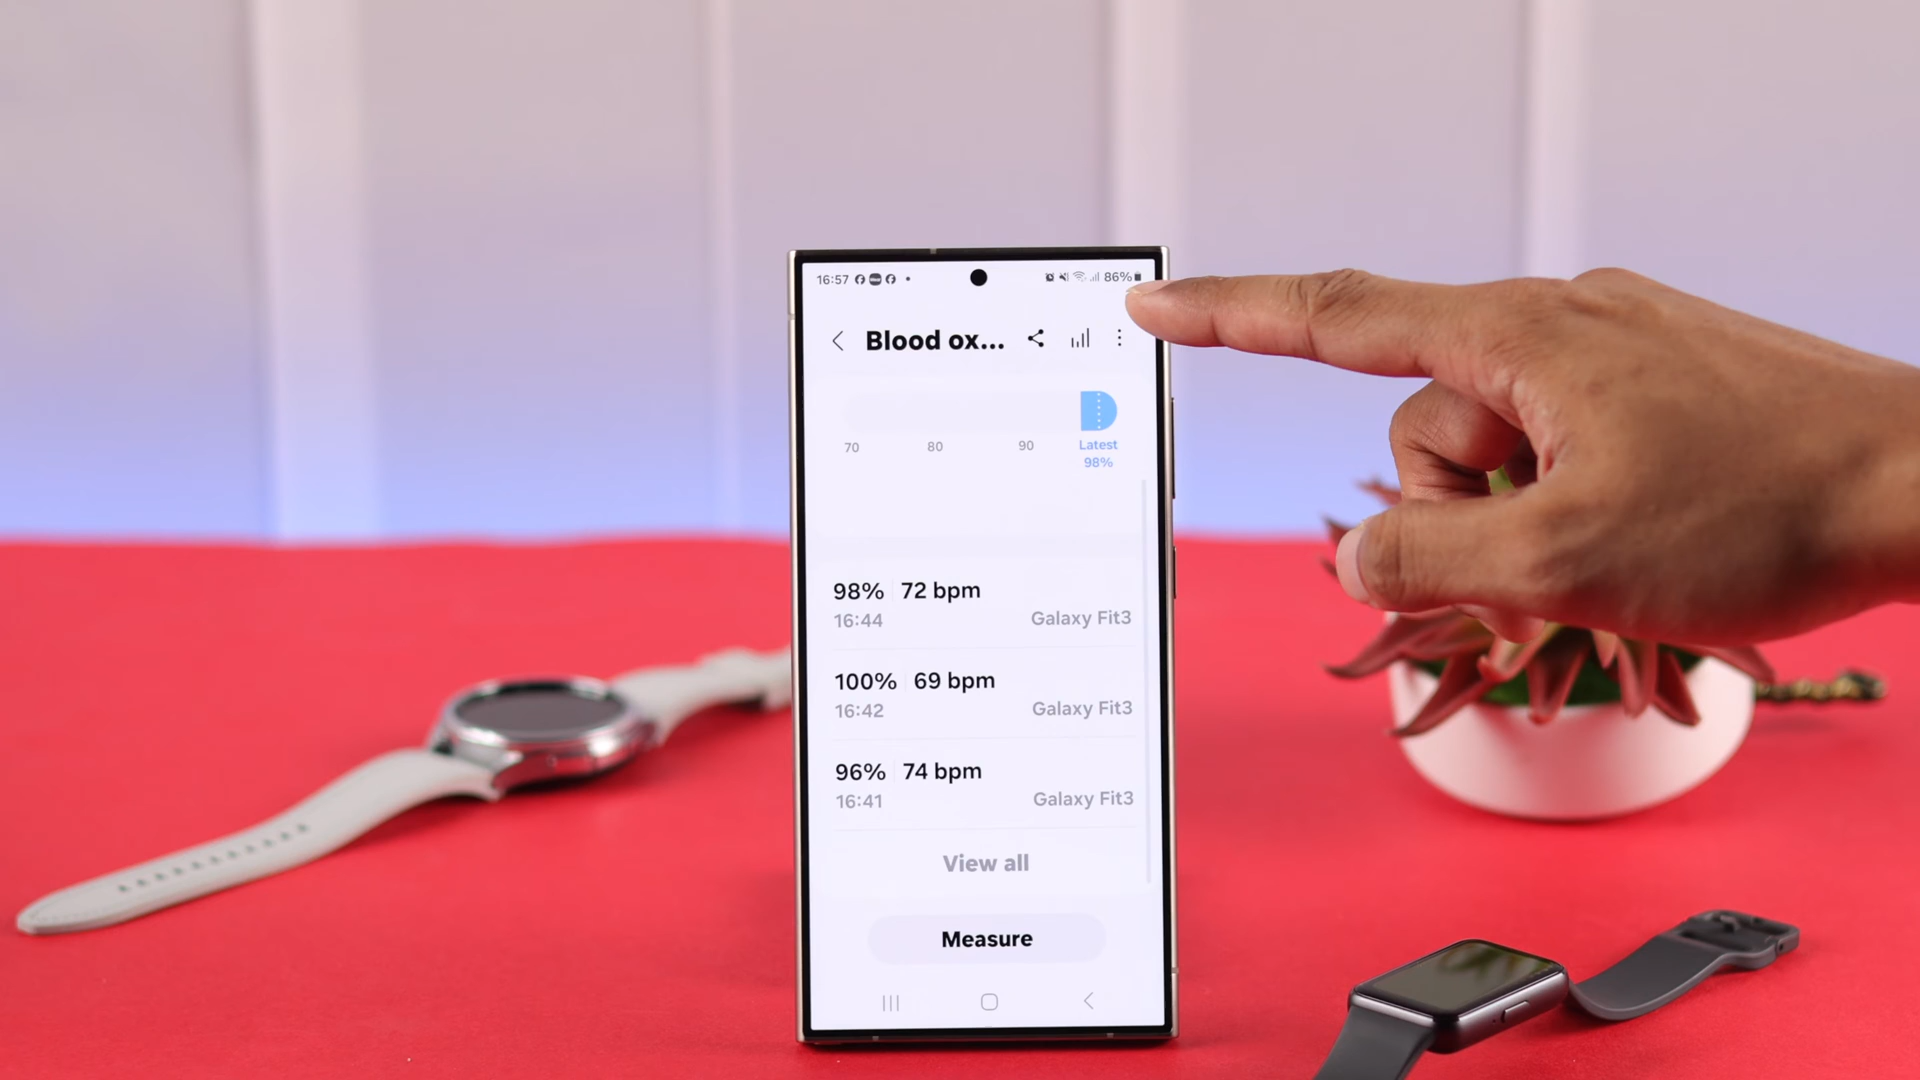 16:57 86%
Blood ox...
70 80 90 Latest
98%
98% 72 bpm
16:44 Galaxy Fit3
100% 69 bpm
16:42 Galaxy Fit3
96% 74 bpm
16:41 Galaxy Fit3
View all
Measure